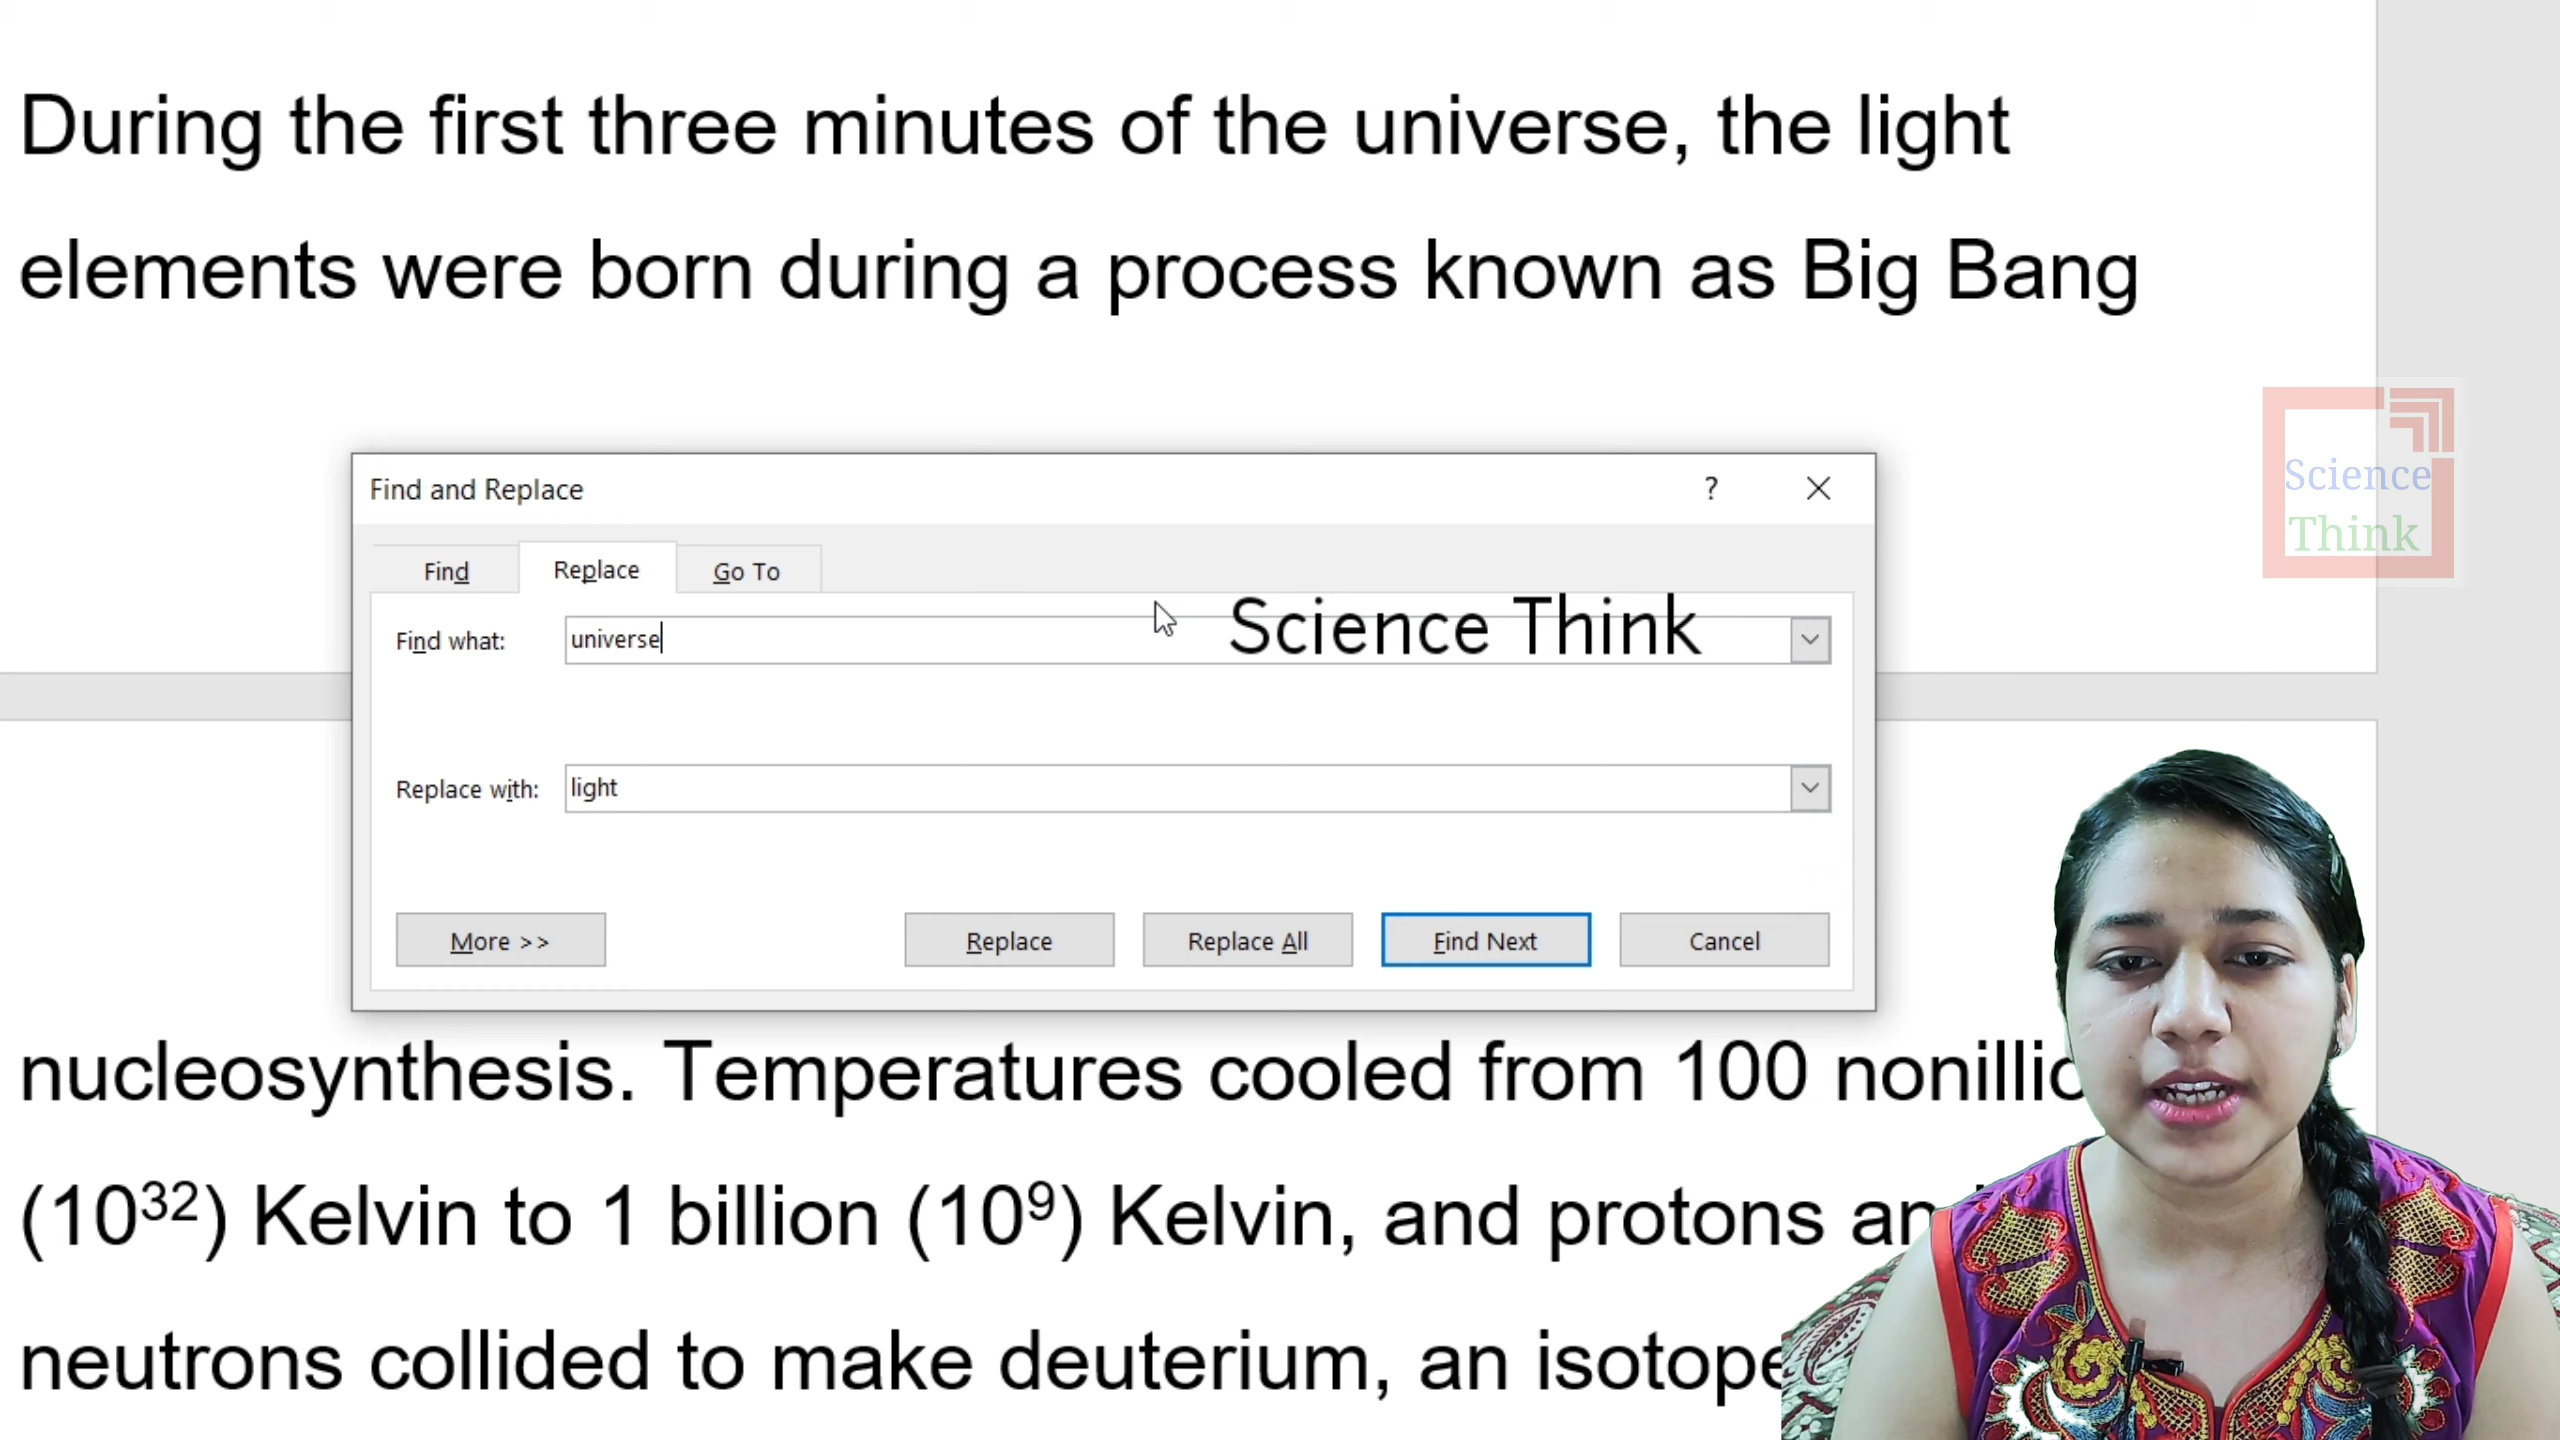 During the first three minutes of the universe, the light
elements were born during a process known as Big Bang
Science
Think
Find and Replace
?
Find
Replace
Go To
Find what:
universe
Science Think
Replace with:
light
More >>
Replace
Replace All
Find Next
Cancel
nucleosynthesis. Temperatures cooled from 100 
(10³²) Kelvin to 1 billion (10⁹) Kelvin, and protons
neutrons collided to make deuterium, an isotope